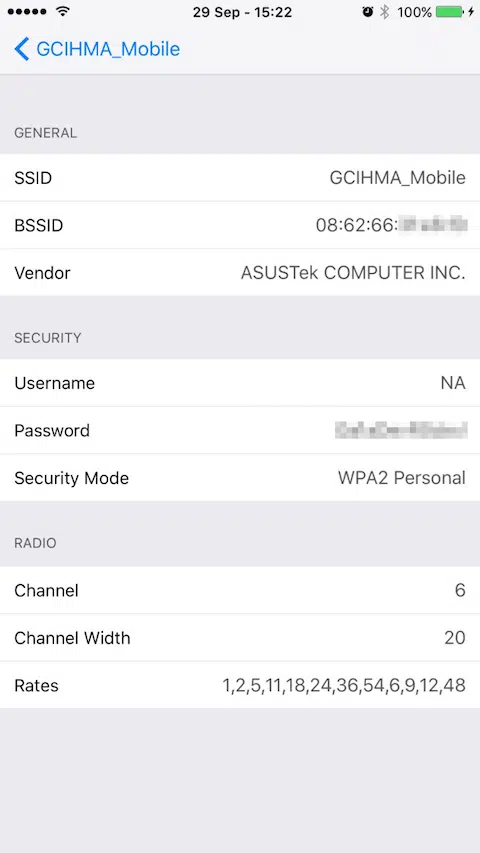 29 Sep - 15:22 100%
GCIHMA_Mobile
GENERAL
SSID GCIHMA_Mobile
BSSID 08:62:66:
Vendor ASUSTek COMPUTER INC.
SECURITY
Username NA
Password
Security Mode WPA2 Personal
RADIO
Channel 6
Channel Width 20
Rates 1,2,5,11,18,24,36,54,6,9,12,48